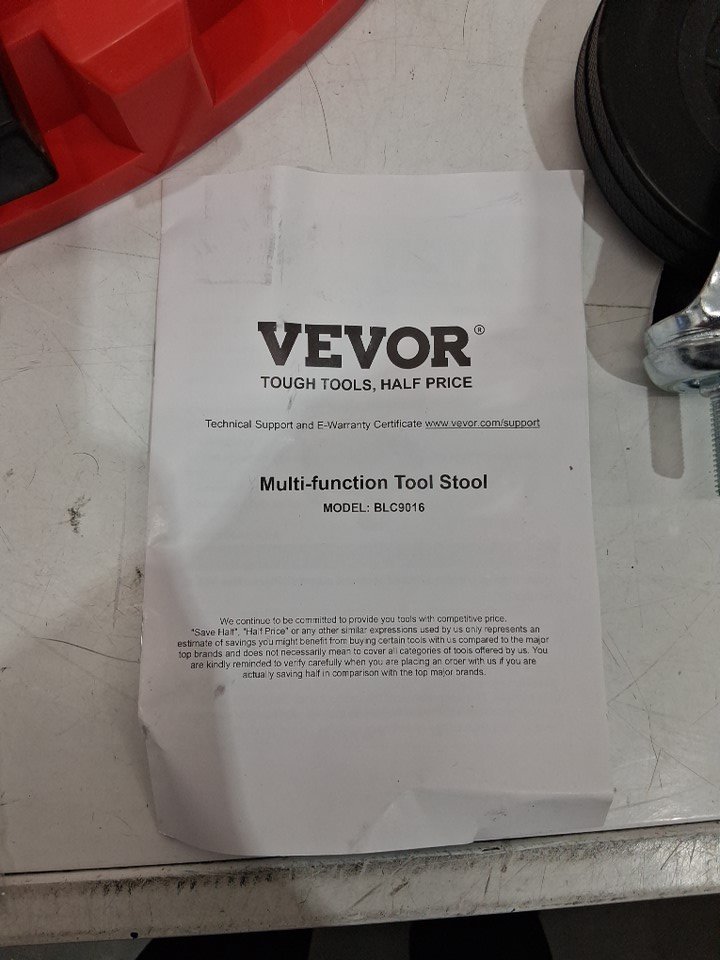 VEVOR®
TOUGH TOOLS, HALF PRICE
Technical Support and E-Warranty Certificate www.vevor.com/support
Multi-function Tool Stool
MODEL: BLC9016
We continue to be committed to provide you tools with competitive price.
"Save Half", "Half Price" or any other similar expressions used by us only represents an
estimate of savings you might benefit from buying certain tools with us compared to the major
top brands and does not necessarily mean to cover all categories of tools offered by us. You
are kindly reminded to verify carefully when you are placing an order with us if you are
actually saving half in comparison with the top major brands.